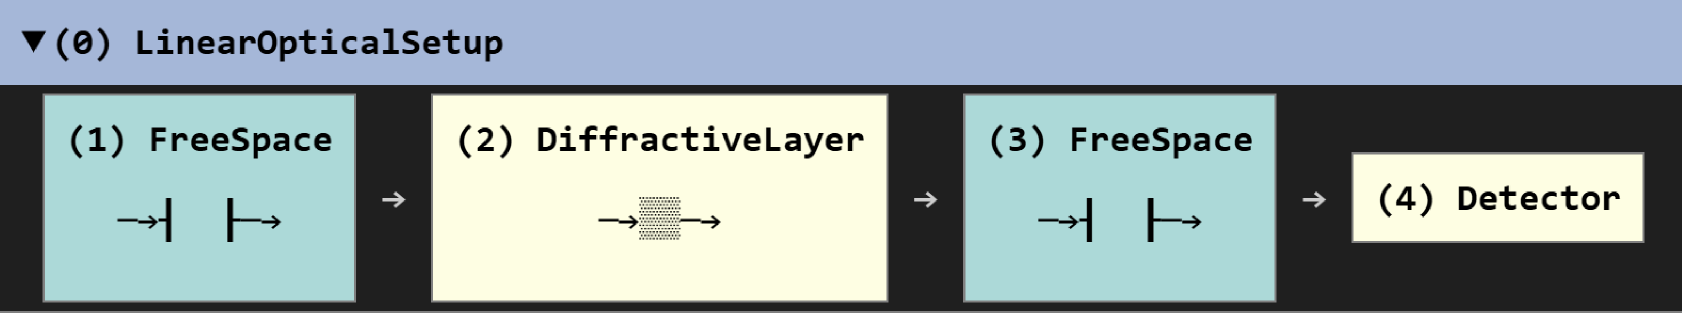 ▼(0) LinearOpticalSetup
(1) FreeSpace
(2) DiffractiveLayer
(3) FreeSpace
(4) Detector